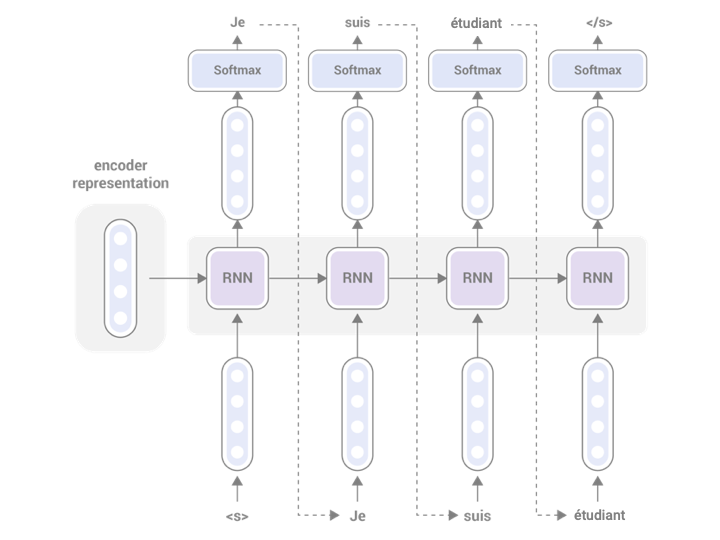 Je
suis
étudiant
</s>
Softmax
Softmax
Softmax
Softmax
encoder
representation
RNN
RNN
RNN
RNN
<s>
Je
suis
étudiant